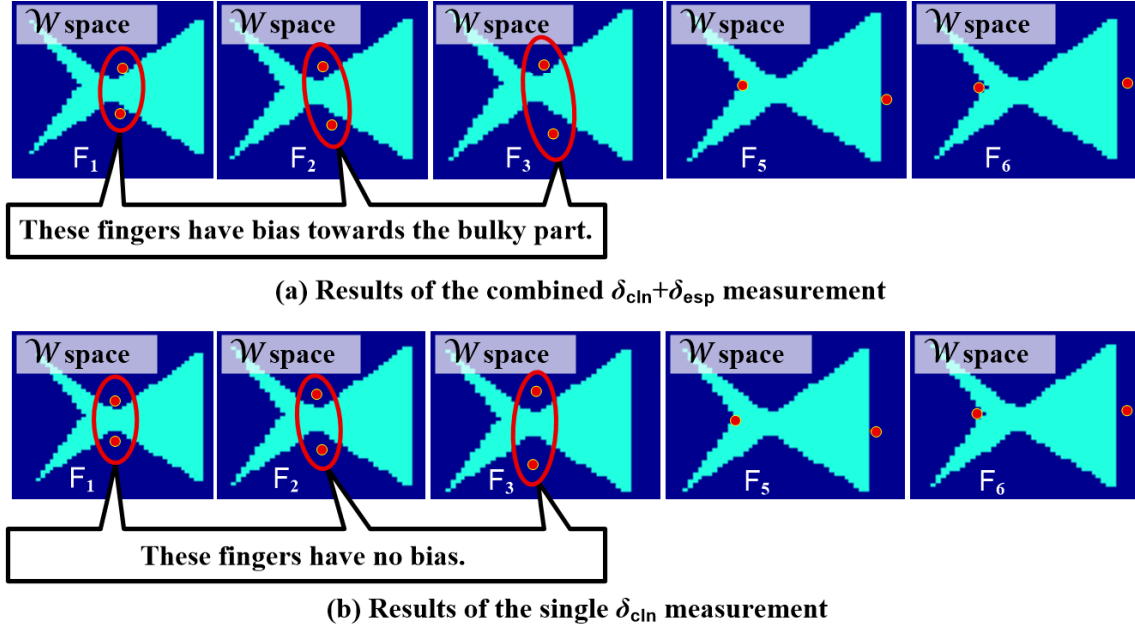 𝒲 space 𝒲 space 𝒲 space 𝒲 space 𝒲 space
F₁ F₂ F₃ F₅ F₆
These fingers have bias towards the bulky part.
(a) Results of the combined δcln+δesp measurement
𝒲 space 𝒲 space 𝒲 space 𝒲 space 𝒲 space
F₁ F₂ F₃ F₅ F₆
These fingers have no bias.
(b) Results of the single δcln measurement